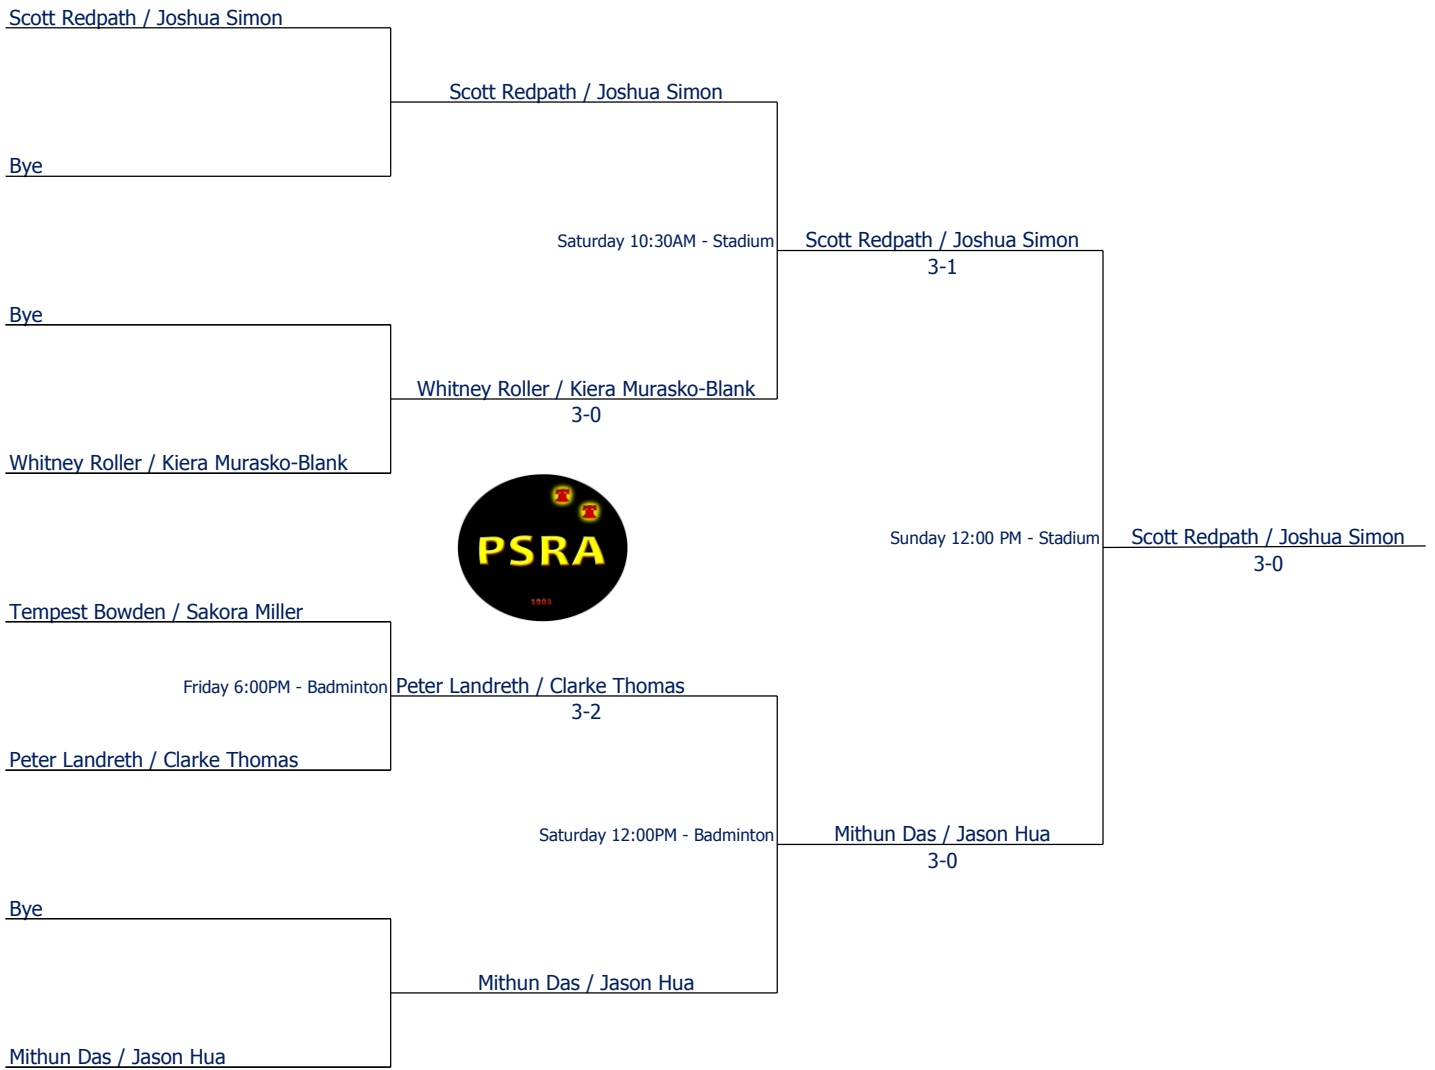 Scott Redpath / Joshua Simon
Scott Redpath / Joshua Simon
Bye
Saturday 10:30AM - Stadium
Scott Redpath / Joshua Simon
3-1
Bye
Whitney Roller / Kiera Murasko-Blank
3-0
Whitney Roller / Kiera Murasko-Blank
PSRA
1903
Sunday 12:00 PM - Stadium
Scott Redpath / Joshua Simon
3-0
Tempest Bowden / Sakora Miller
Friday 6:00PM - Badminton
Peter Landreth / Clarke Thomas
3-2
Peter Landreth / Clarke Thomas
Saturday 12:00PM - Badminton
Mithun Das / Jason Hua
3-0
Bye
Mithun Das / Jason Hua
Mithun Das / Jason Hua